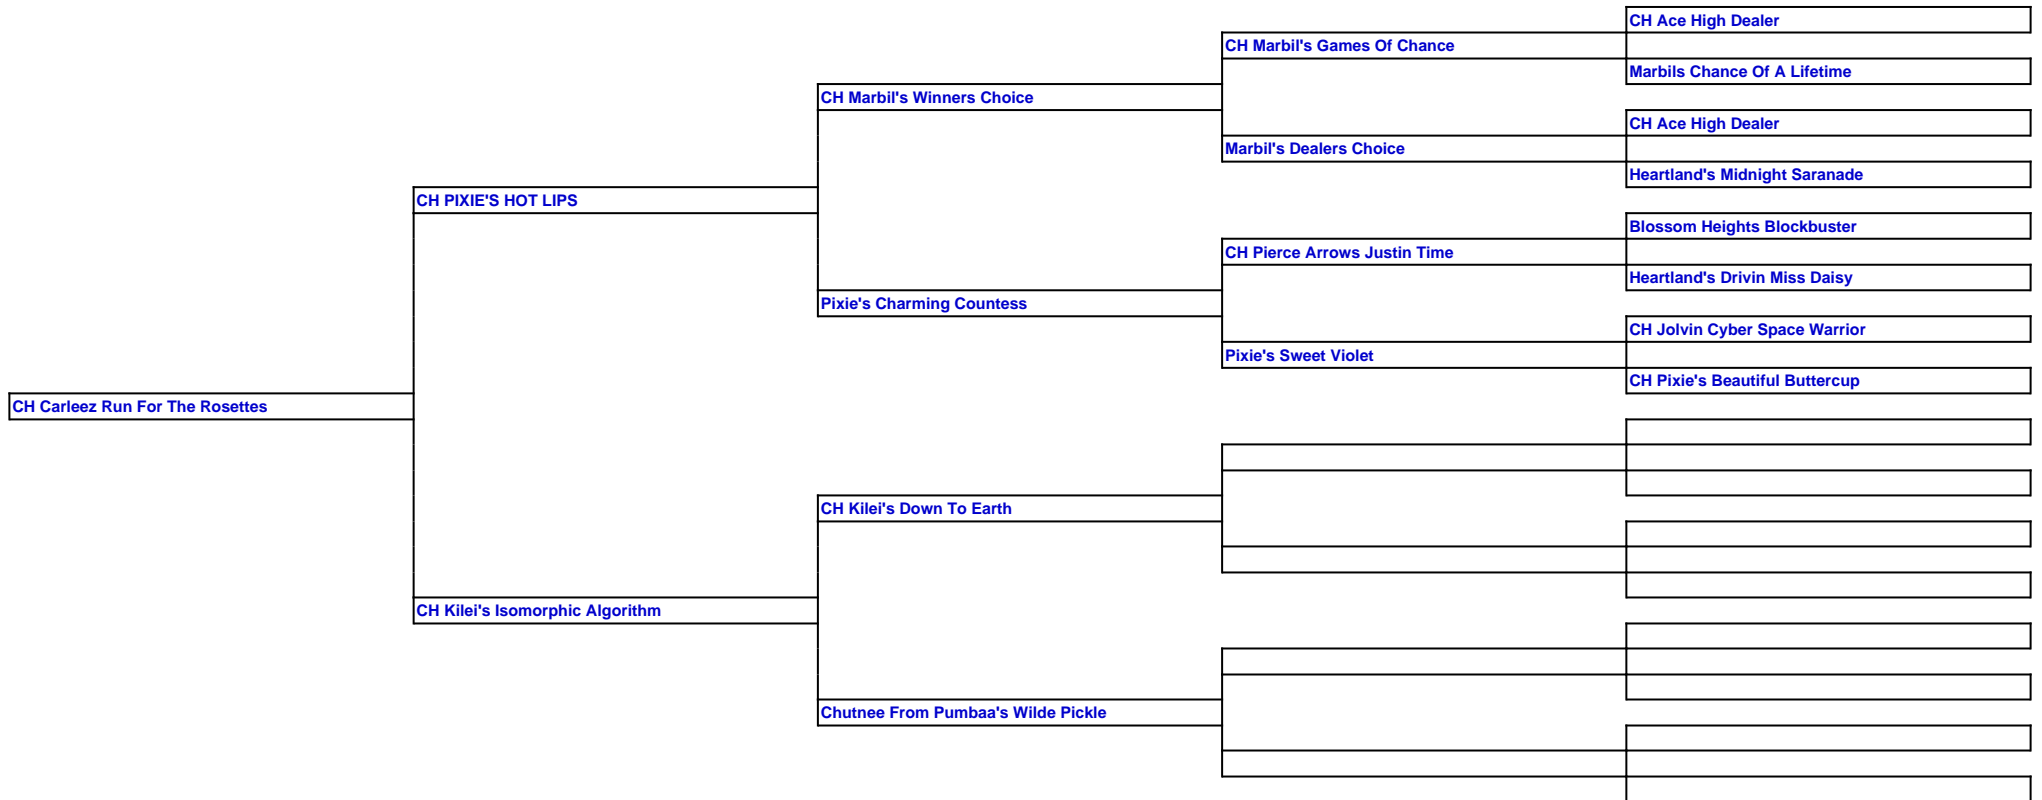 CH Ace High Dealer
CH Marbil's Games Of Chance
Marbils Chance Of A Lifetime
CH Marbil's Winners Choice
CH Ace High Dealer
Marbil's Dealers Choice
Heartland's Midnight Saranade
CH PIXIE'S HOT LIPS
Blossom Heights Blockbuster
CH Pierce Arrows Justin Time
Heartland's Drivin Miss Daisy
Pixie's Charming Countess
CH Jolvin Cyber Space Warrior
Pixie's Sweet Violet
CH Pixie's Beautiful Buttercup
CH Carleez Run For The Rosettes
CH Kilei's Down To Earth
CH Kilei's Isomorphic Algorithm
Chutnee From Pumbaa's Wilde Pickle